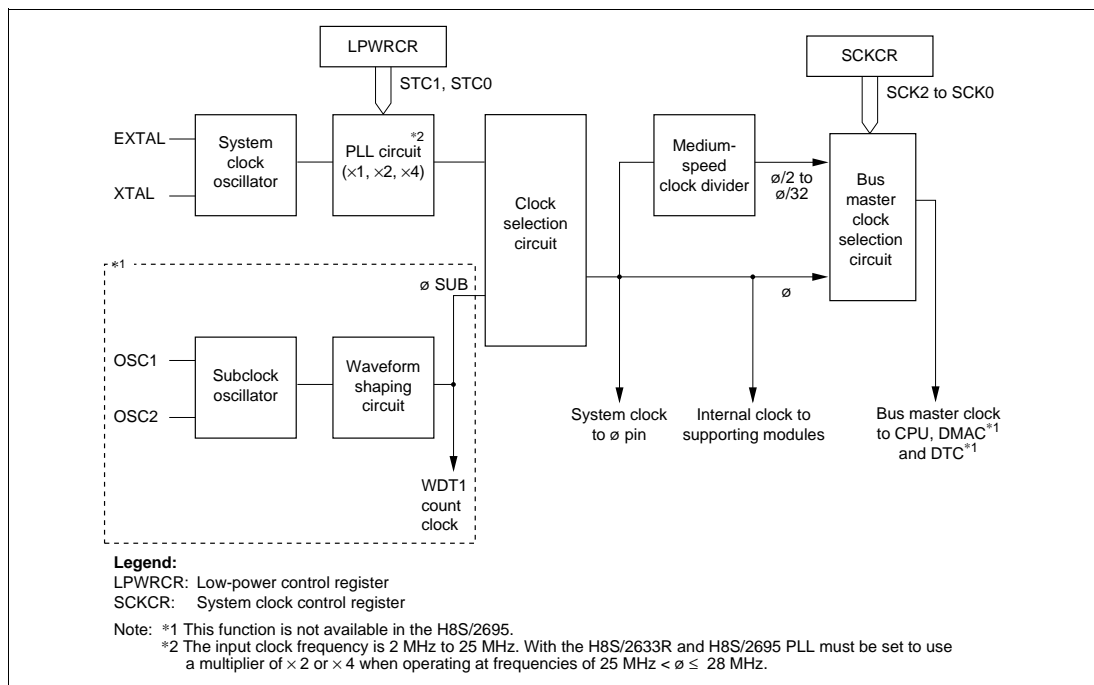 LPWRCR
STC1, STC0
SCKCR
SCK2 to SCK0
EXTAL
XTAL
System
clock
oscillator
*2
PLL circuit
(×1, ×2, ×4)
Clock
selection
circuit
Medium-
speed
clock divider
ø/2 to
ø/32
Bus
master
clock
selection
circuit
*1
ø SUB
ø
OSC1
OSC2
Subclock
oscillator
Waveform
shaping
circuit
WDT1
count
clock
System clock
to ø pin
Internal clock to
supporting modules
Bus master clock
to CPU, DMAC*1
and DTC*1
Legend:
LPWRCR: Low-power control register
SCKCR: System clock control register
Note: *1 This function is not available in the H8S/2695.
*2 The input clock frequency is 2 MHz to 25 MHz. With the H8S/2633R and H8S/2695 PLL must be set to use
a multiplier of × 2 or × 4 when operating at frequencies of 25 MHz < ø ≤ 28 MHz.